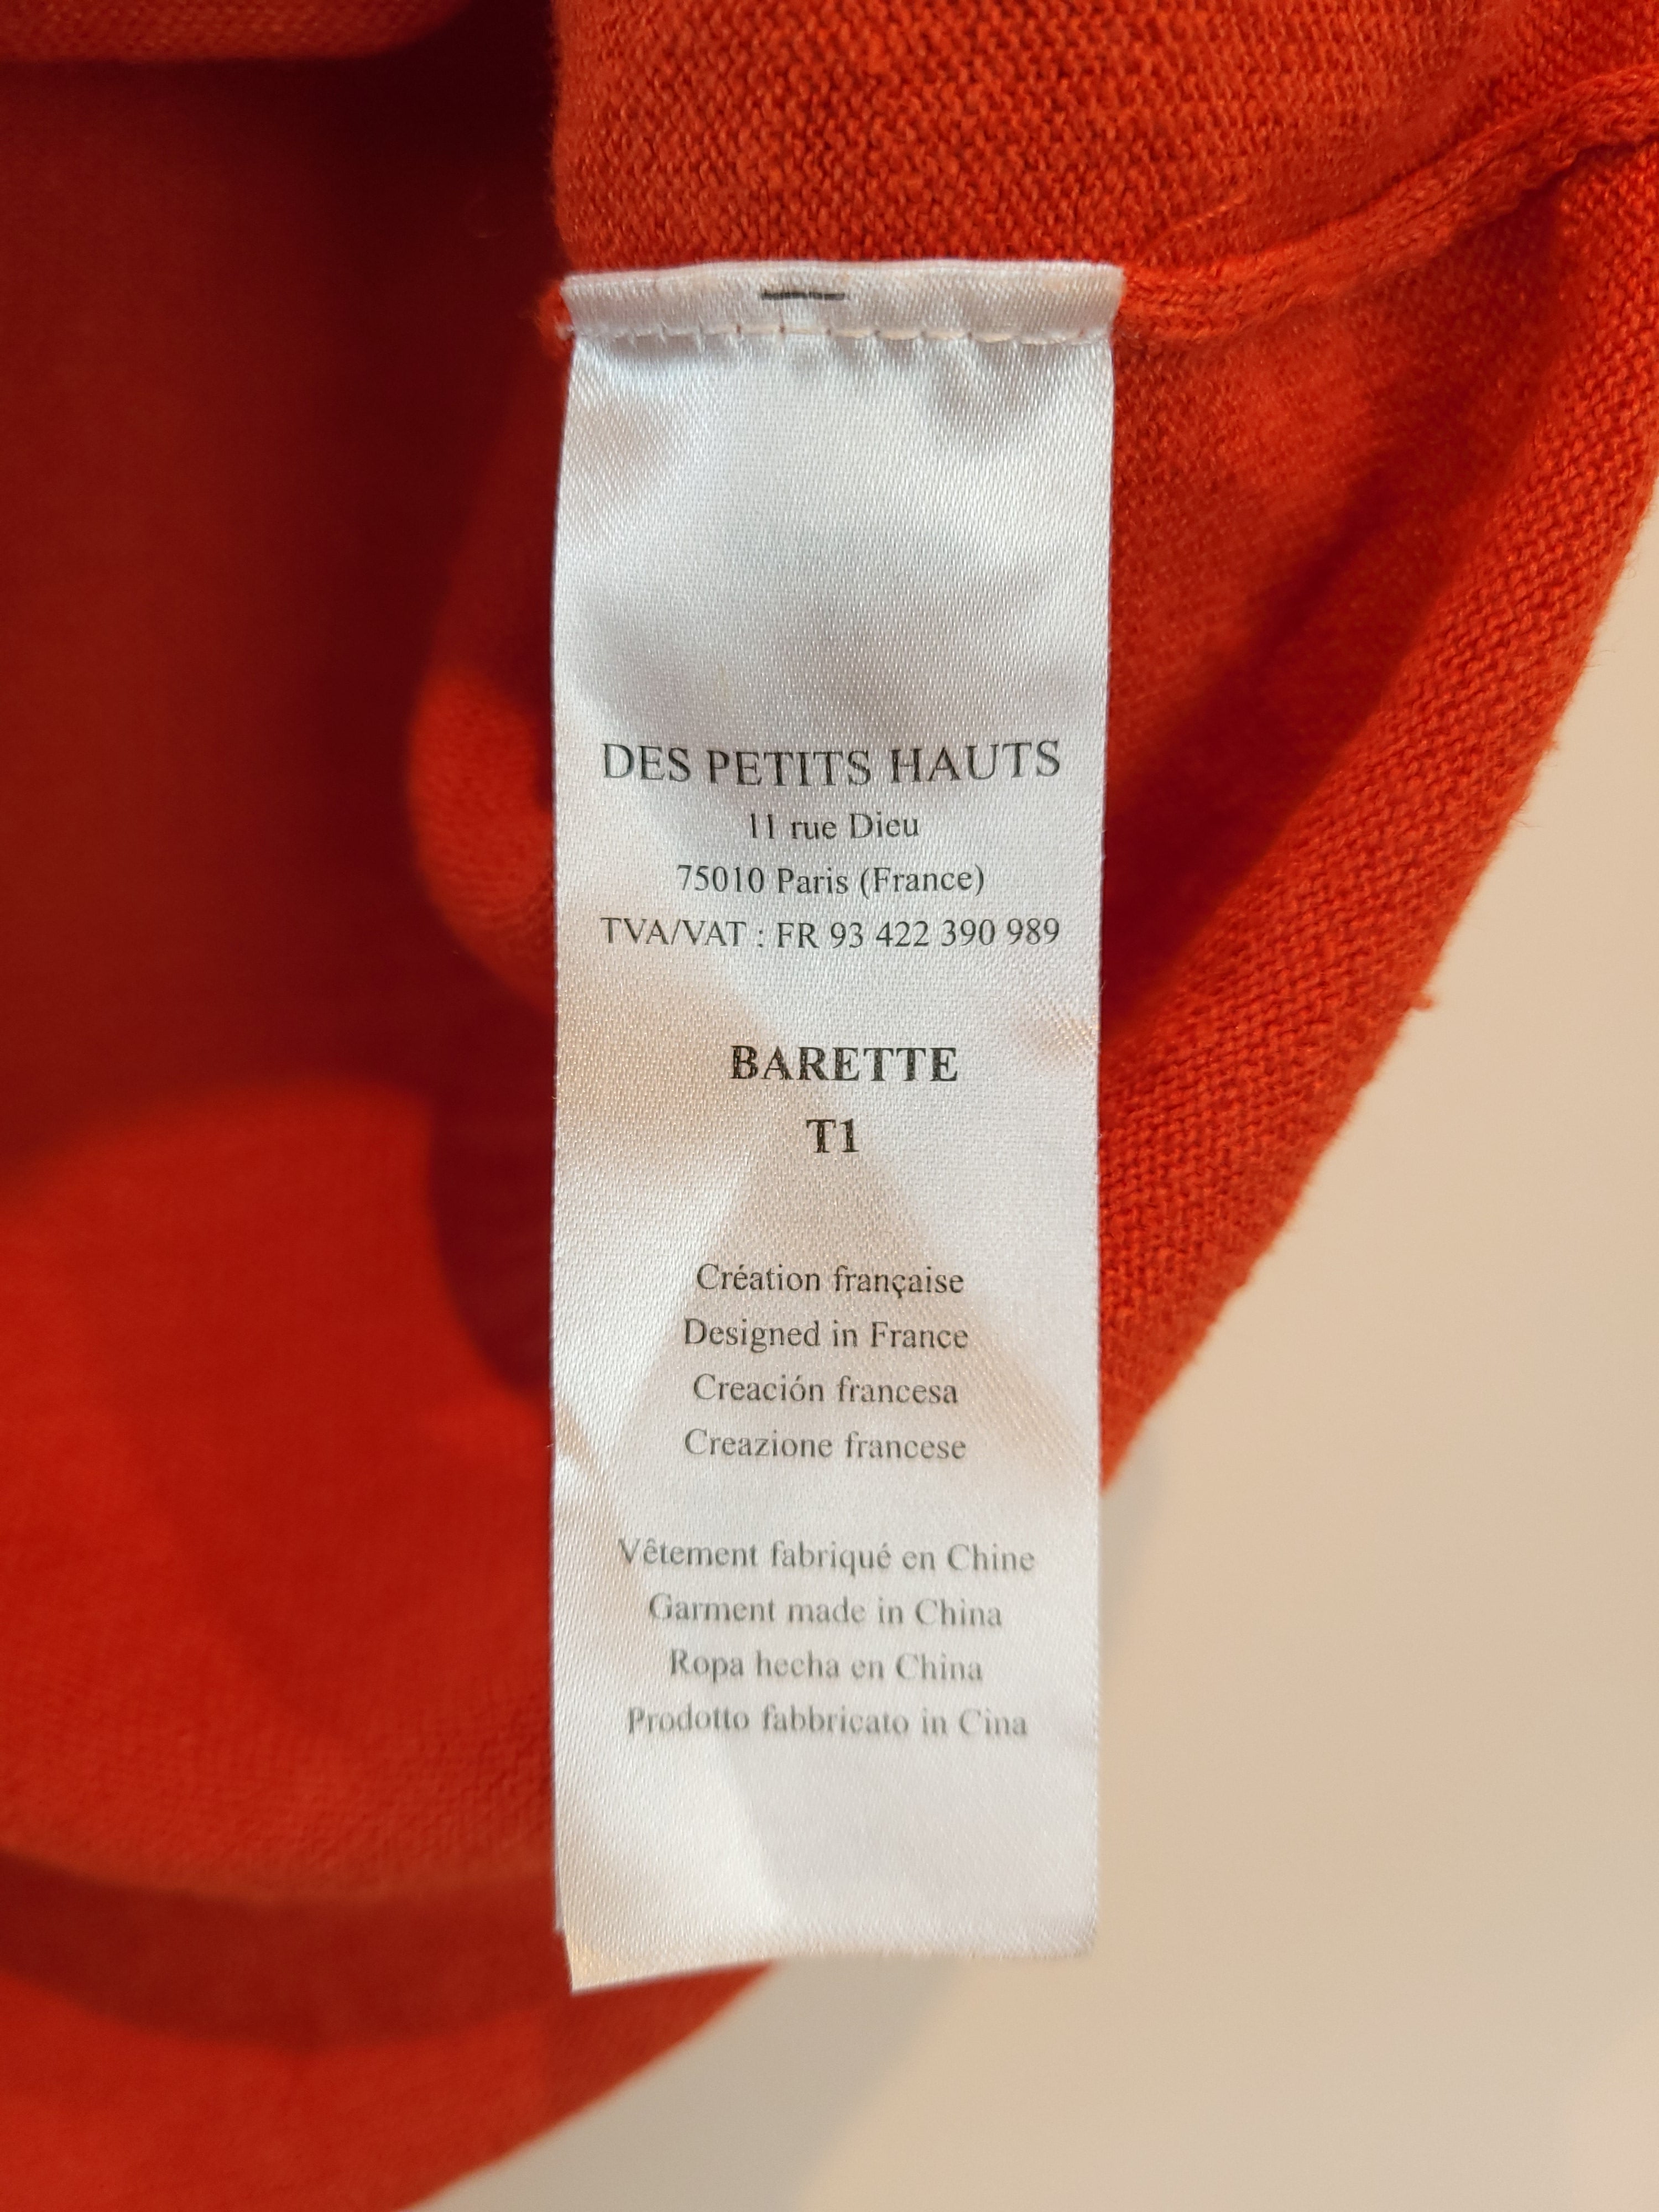 DES PETITS HAUTS
11 rue Dieu
75010 Paris (France)
TVA/VAT : FR 93 422 390 989
BARETTE
T1
Création française
Designed in France
Creación francesa
Creazione francese
Vêtement fabriqué en Chine
Garment made in China
Ropa hecha en China
Prodotto fabbricato in Cina